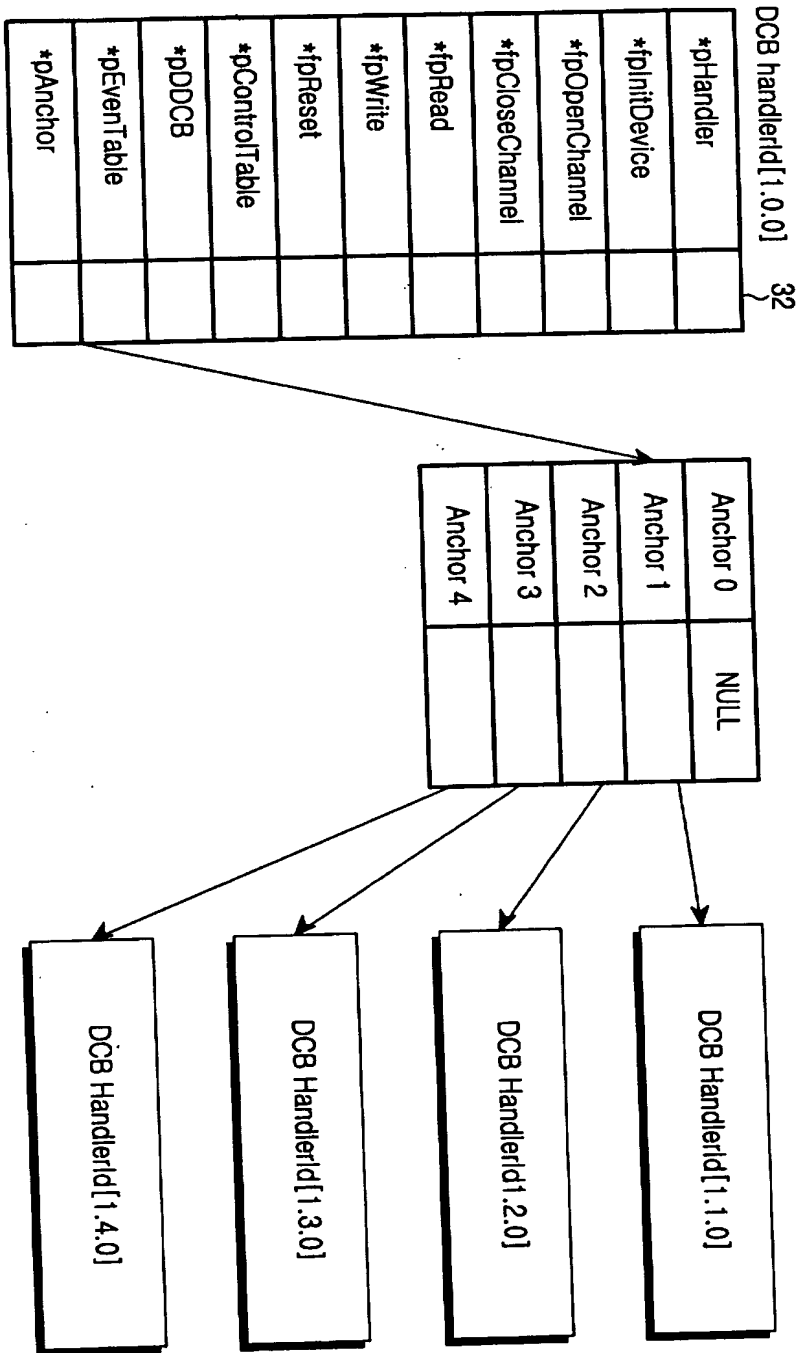 DCB handlerId[1.0.0]
32
*pHandler
*fpInitDevice
*fpOpenChannel
*fpCloseChannel
*fpRead
*fpWrite
*fpReset
*pControlTable
*pDDCB
*pEvenTable
*pAnchor
Anchor 0
NULL
Anchor 1
Anchor 2
Anchor 3
Anchor 4
DCB HandlerId[1.1.0]
DCB HandlerId1.2.0]
DCB HandlerId[1.3.0]
DCB HandlerId[1.4.0]